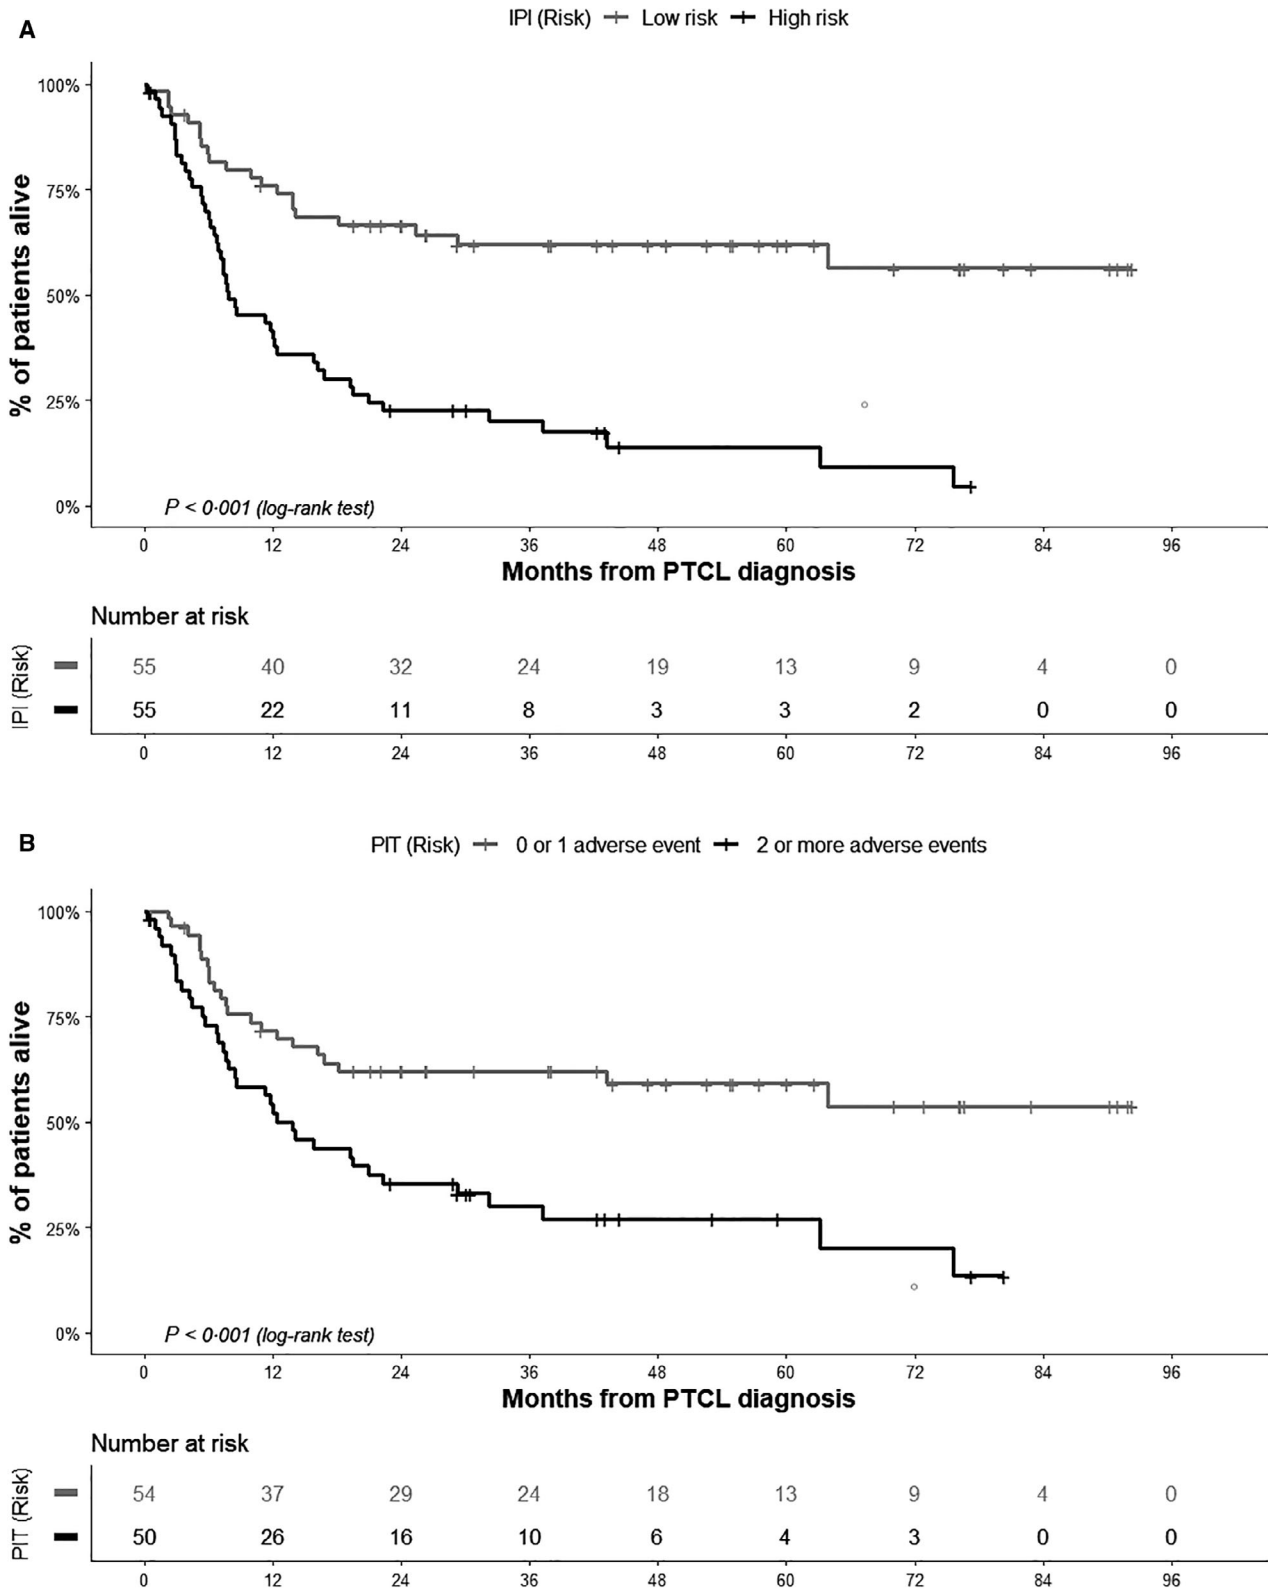 A
IPI (Risk) Low risk High risk
100%
75%
50%
25%
0%
% of patients alive
P < 0·001 (log-rank test)
0 12 24 36 48 60 72 84 96
Months from PTCL diagnosis
Number at risk
IPI (Risk)
55 40 32 24 19 13 9 4 0
55 22 11 8 3 3 2 0 0
0 12 24 36 48 60 72 84 96
B
PIT (Risk) 0 or 1 adverse event 2 or more adverse events
100%
75%
50%
25%
0%
% of patients alive
P < 0·001 (log-rank test)
0 12 24 36 48 60 72 84 96
Months from PTCL diagnosis
Number at risk
PIT (Risk)
54 37 29 24 18 13 9 4 0
50 26 16 10 6 4 3 0 0
0 12 24 36 48 60 72 84 96